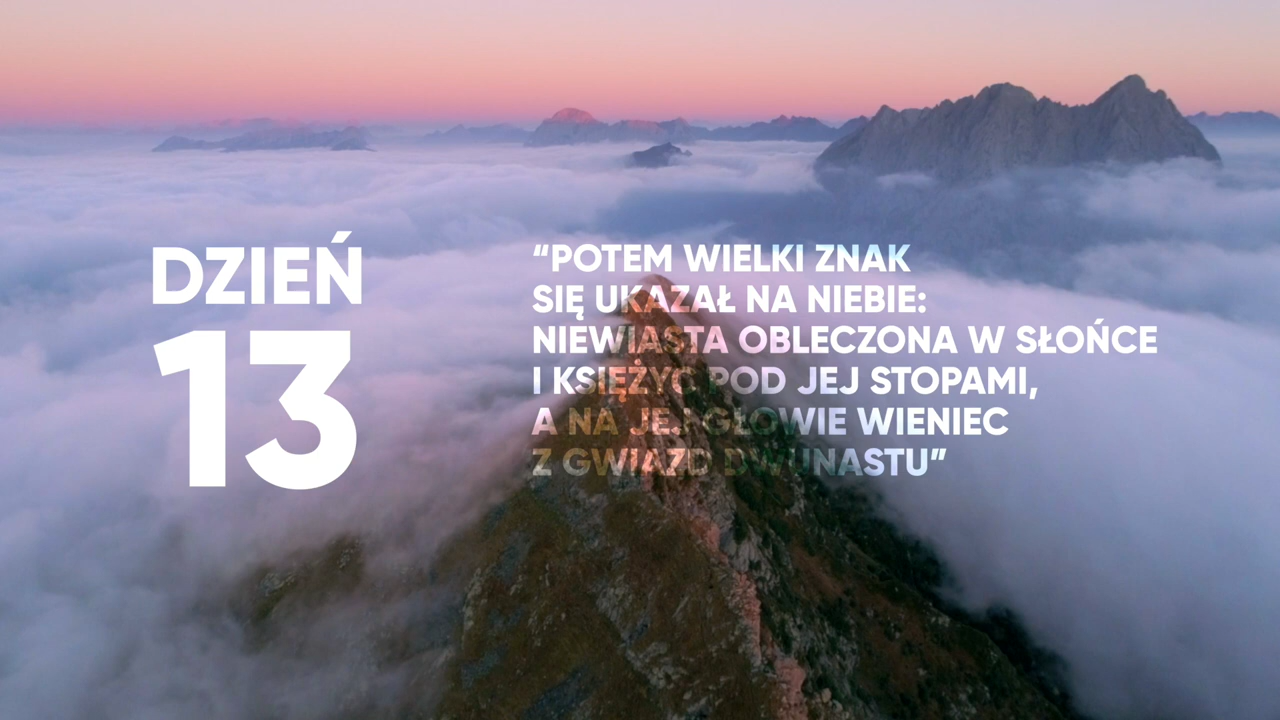 DZIEŃ
13
“POTEM WIELKI ZNAK
SIĘ UKAZAŁ NA NIEBIE:
NIEWIASTA OBLECZONA W SŁOŃCE
I KSIĘŻYC POD JEJ STOPAMI,
A NA JEJ GŁOWIE WIENIEC
Z GWIAZD DWUNASTU”